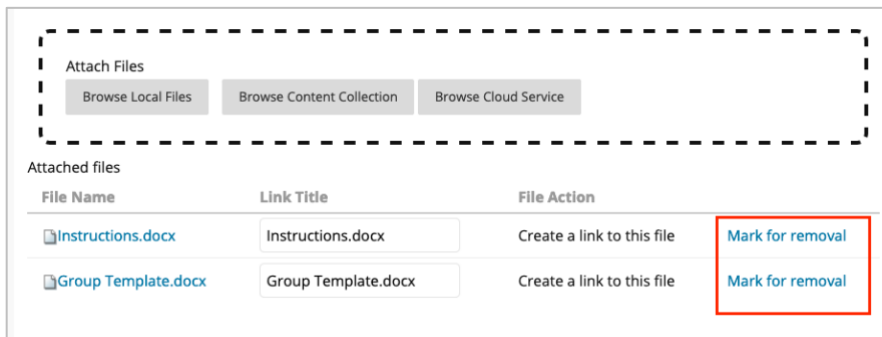 Attach Files
Browse Local Files Browse Content Collection Browse Cloud Service
Attached files
File Name Link Title File Action
Instructions.docx Instructions.docx Create a link to this file Mark for removal
Group Template.docx Group Template.docx Create a link to this file Mark for removal